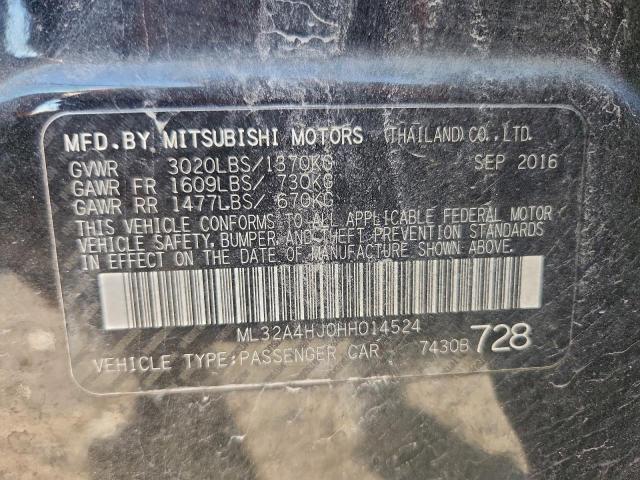 MFD.BY MITSUBISHI MOTORS (THAILAND)CO.,LTD.
GVWR 3020LBS/1370KG SEP 2016
GAWR FR 1609LBS/ 730KG
GAWR RR 1477LBS/ 670KG
THIS VEHICLE CONFORMS TO ALL APPLICABLE FEDERAL MOTOR
VEHICLE SAFETY, BUMPER AND THEFT PREVENTION STANDARDS
IN EFFECT ON THE DATE OF MANUFACTURE SHOWN ABOVE.
ML32A4HJ0HH014524
VEHICLE TYPE:PASSENGER CAR 7430B 728